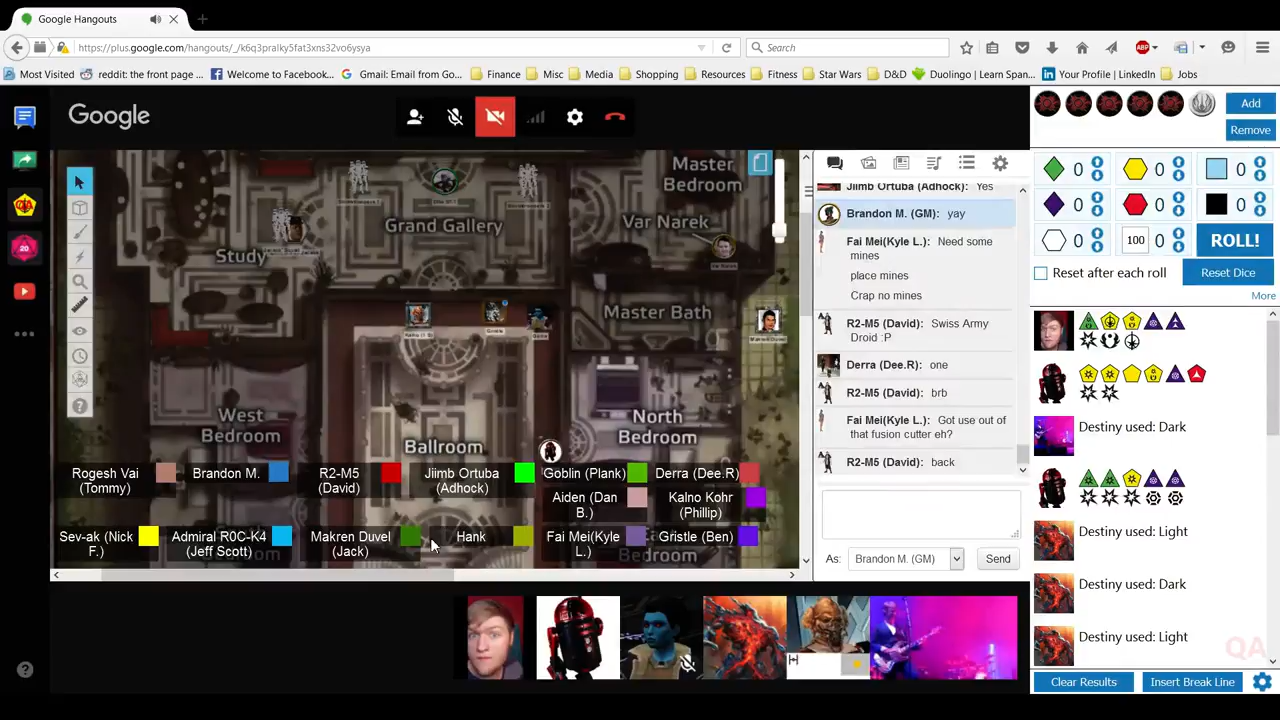 Google Hangouts
https://plus.google.com/hangouts/_/k6q3pralky5fat3xns32vo6ysya
Search
ABP
Most Visited
reddit: the front page ...
Welcome to Facebook...
Gmail: Email from Go...
Finance
Misc
Media
Shopping
Resources
Fitness
Star Wars
D&D
Duolingo | Learn Span...
Your Profile | LinkedIn
Jobs
Google
Add
Remove
Master
Bedroom
Var Narek
Grand Gallery
Study
Master Bath
West
Bedroom
Ballroom
North
Bedroom
Bedroom
Rogesh Vai
(Tommy)
Brandon M.
R2-M5
(David)
Jiimb Ortuba
(Adhock)
Goblin (Plank)
Derra (Dee.R)
Aiden (Dan
B.)
Kalno Kohr
(Phillip)
Sev-ak (Nick
F.)
Admiral R0C-K4
(Jeff Scott)
Makren Duvel
(Jack)
Hank
Fai Mei(Kyle
L.)
Gristle (Ben)
Jiimb Ortuba (Adhock): Yes
Brandon M. (GM): yay
Fai Mei(Kyle L.): Need some
mines
place mines
Crap no mines
R2-M5 (David): Swiss Army
Droid :P
Derra (Dee.R): one
R2-M5 (David): brb
Fai Mei(Kyle L.): Got use out of
that fusion cutter eh?
R2-M5 (David): back
As: Brandon M. (GM)
Send
0
0
0
0
0
0
0
100
0
ROLL!
Reset after each roll
Reset Dice
More
Destiny used: Dark
Destiny used: Light
Destiny used: Dark
Destiny used: Light
QA
Clear Results
Insert Break Line